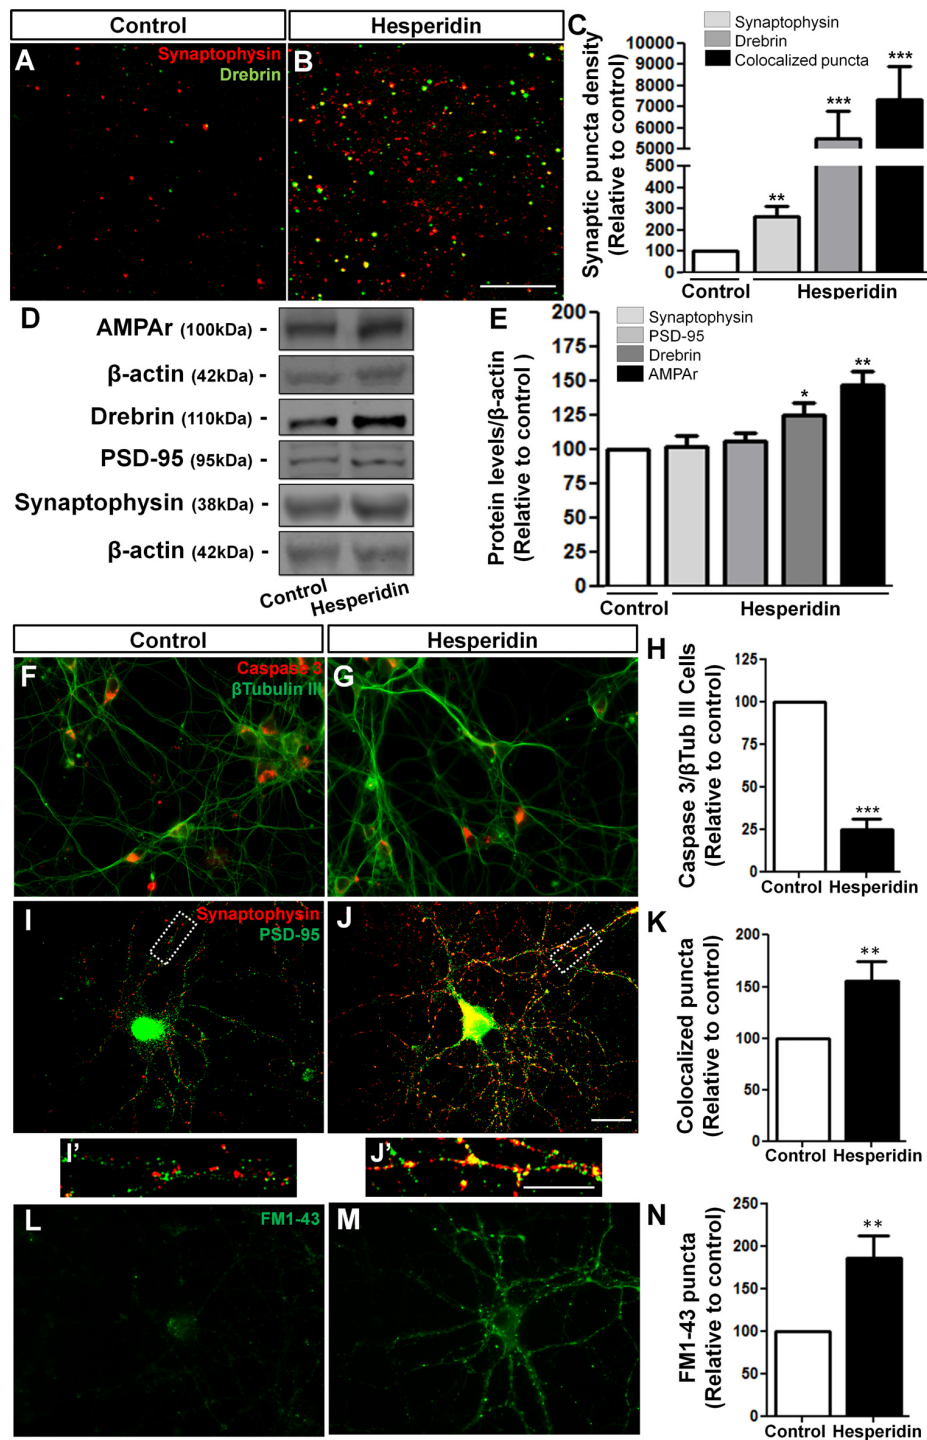 Control
Hesperidin
A
Synaptophysin
Drebrin
B
C
Synaptic puncta density
(Relative to control)
Synaptophysin
Drebrin
Colocalized puncta
10000
9000
8000
7000
6000
5000
500
400
300
200
100
0
**
***
***
Control
Hesperidin
D
AMPAr (100kDa) -
β-actin (42kDa) -
Drebrin (110kDa) -
PSD-95 (95kDa) -
Synaptophysin (38kDa) -
β-actin (42kDa) -
Control
Hesperidin
E
Protein levels/β-actin
(Relative to control )
Synaptophysin
PSD-95
Drebrin
AMPAr
200
175
150
125
100
75
50
25
0
*
**
Control
Hesperidin
Control
Hesperidin
F
Caspase 3
βTubulin III
G
H
Caspase 3/βTub III Cells
(Relative to control)
125
100
75
50
25
0
***
Control
Hesperidin
I
Synaptophysin
PSD-95
J
K
Colocalized puncta
(Relative to control)
200
150
100
50
0
**
Control
Hesperidin
I'
J'
L
FM1-43
M
N
FM1-43 puncta
(Relative to control)
250
200
150
100
50
0
**
Control
Hesperidin